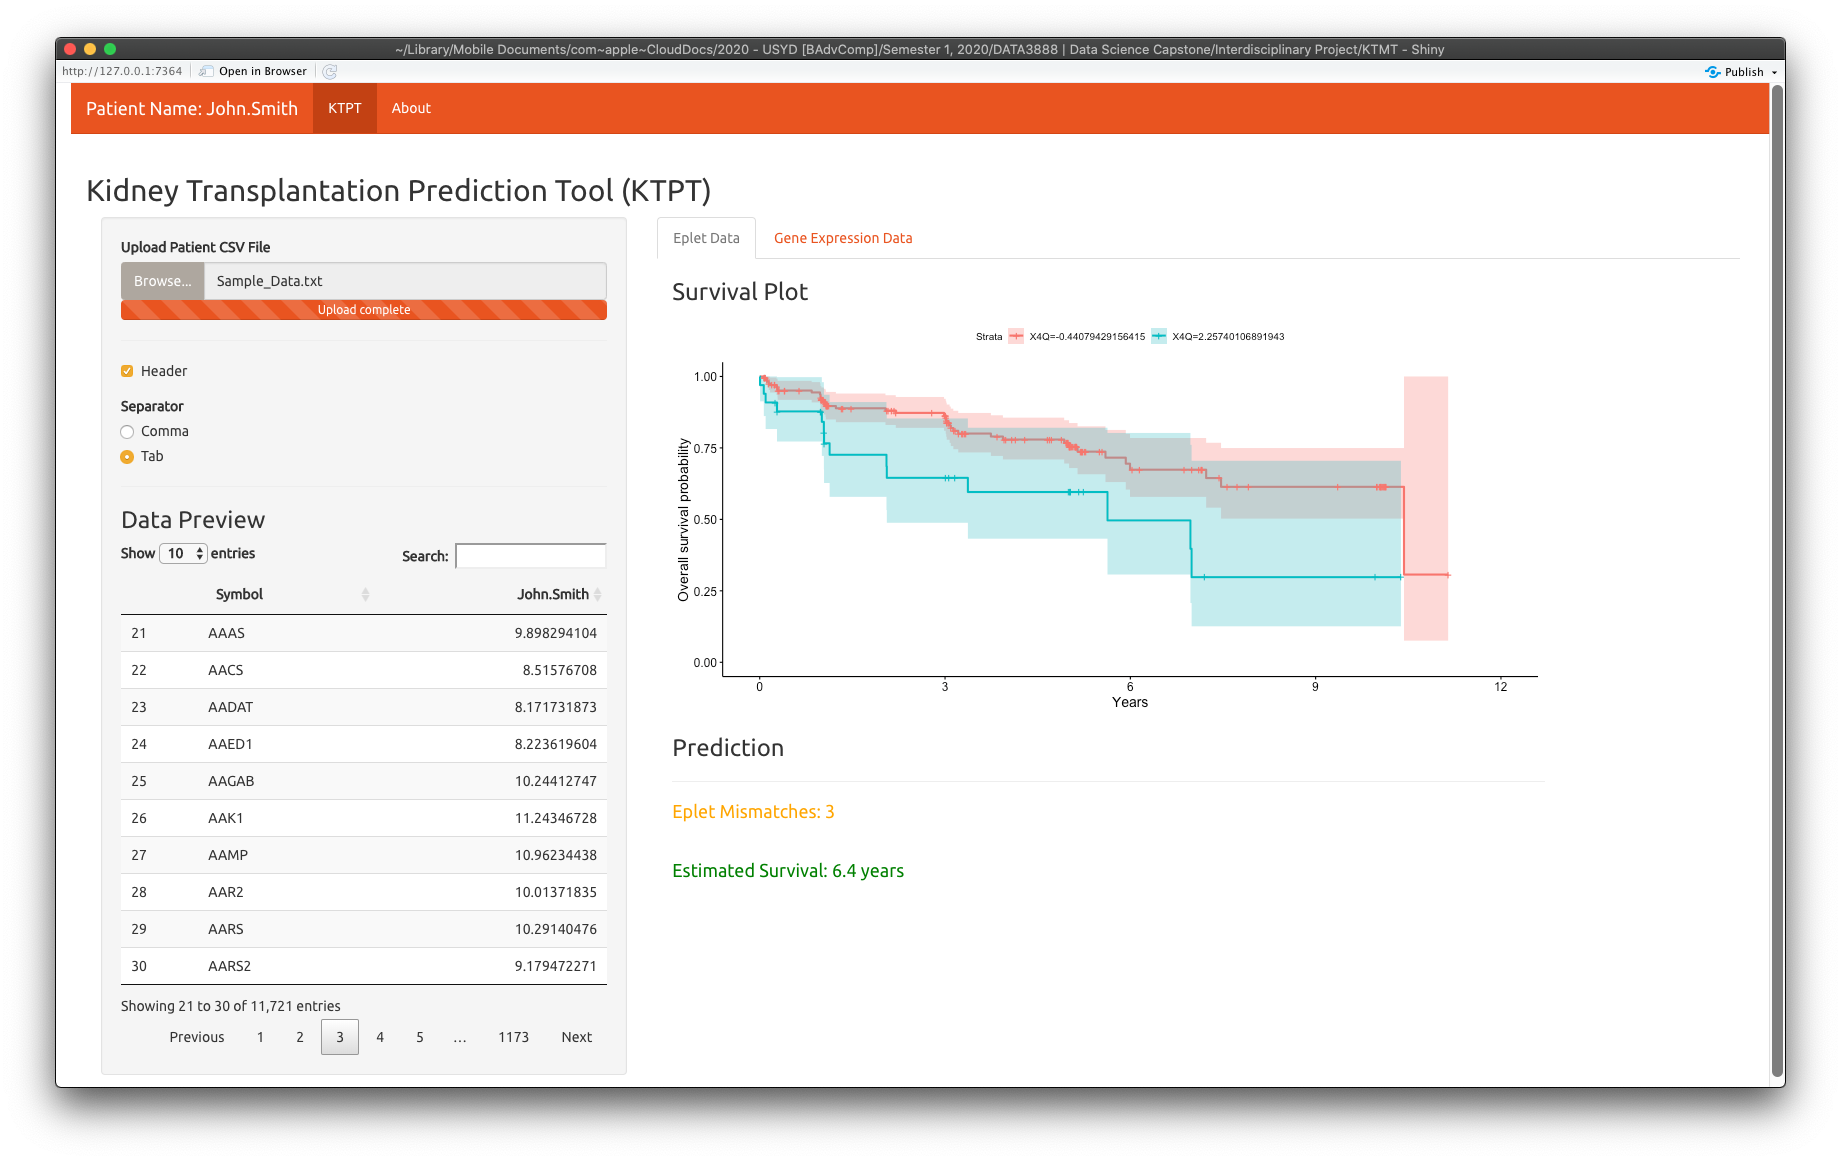 ~/Library/Mobile Documents/com~apple~CloudDocs/2020 - USYD [BAdvComp]/Semester 1, 2020/DATA3888 | Data Science Capstone/Interdisciplinary Project/KTMT - Shiny
http://127.0.0.1:7364 Open in Browser Publish
Patient Name: John.Smith KTPT About
Kidney Transplantation Prediction Tool (KTPT)
Upload Patient CSV File
Browse... Sample_Data.txt
Upload complete
Header
Separator
Comma
Tab
Data Preview
Show 10 entries Search:
Symbol John.Smith
21 AAAS 9.898294104
22 AACS 8.51576708
23 AADAT 8.171731873
24 AAED1 8.223619604
25 AAGAB 10.24412747
26 AAK1 11.24346728
27 AAMP 10.96234438
28 AAR2 10.01371835
29 AARS 10.29140476
30 AARS2 9.179472271
Showing 21 to 30 of 11,721 entries
Previous 1 2 3 4 5 … 1173 Next
Eplet Data Gene Expression Data
Survival Plot
Strata X4Q=-0.44079429156415 X4Q=2.25740106891943
Overall survival probability
1.00
0.75
0.50
0.25
0.00
0 3 6 9 12
Years
Prediction
Eplet Mismatches: 3
Estimated Survival: 6.4 years